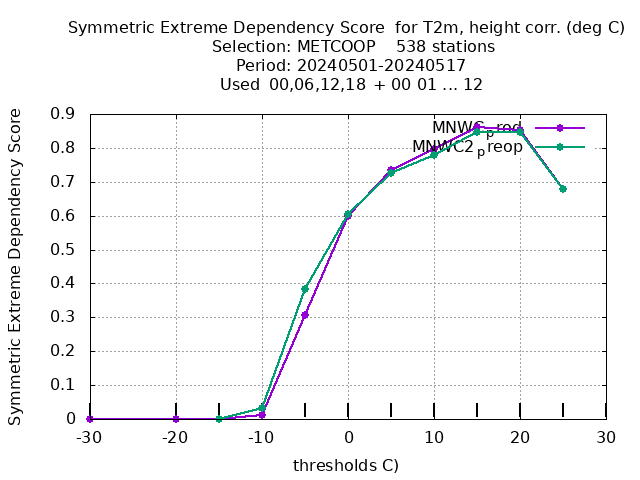 Symmetric Extreme Dependency Score for T2m, height corr. (deg C)
Selection: METCOOP 538 stations
Period: 20240501-20240517
Used 00,06,12,18 + 00 01 ... 12
Symmetric Extreme Dependency Score
0.9
0.8
0.7
0.6
0.5
0.4
0.3
0.2
0.1
0
MNWC_prod
MNWC2_preop
-30 -20 -10 0 10 20 30
thresholds C)